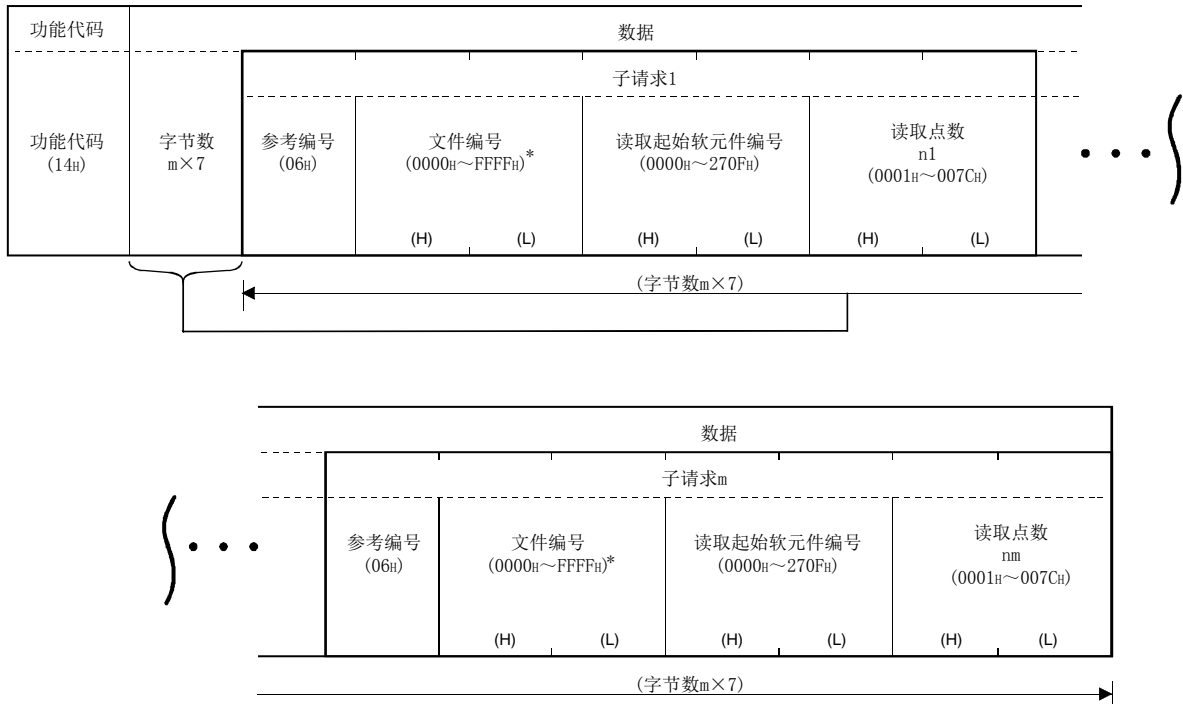 功能代码
数据
子请求1
功能代码
(14H)
字节数
m×7
参考编号
(06H)
文件编号
(0000H～FFFFH)*
(H) (L)
读取起始软元件编号
(0000H～270FH)
(H) (L)
读取点数
n1
(0001H～007CH)
(H) (L)
(字节数m×7)
数据
子请求m
参考编号
(06H)
文件编号
(0000H～FFFFH)*
(H) (L)
读取起始软元件编号
(0000H～270FH)
(H) (L)
读取点数
nm
(0001H～007CH)
(H) (L)
(字节数m×7)